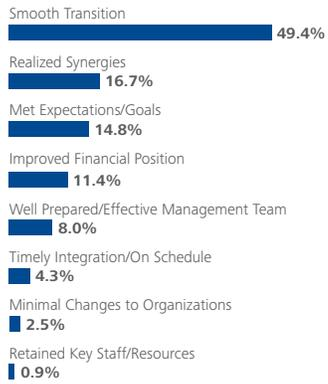 Smooth Transition
49.4%
Realized Synergies
16.7%
Met Expectations/Goals
14.8%
Improved Financial Position
11.4%
Well Prepared/Effective Management Team
8.0%
Timely Integration/On Schedule
4.3%
Minimal Changes to Organizations
2.5%
Retained Key Staff/Resources
0.9%